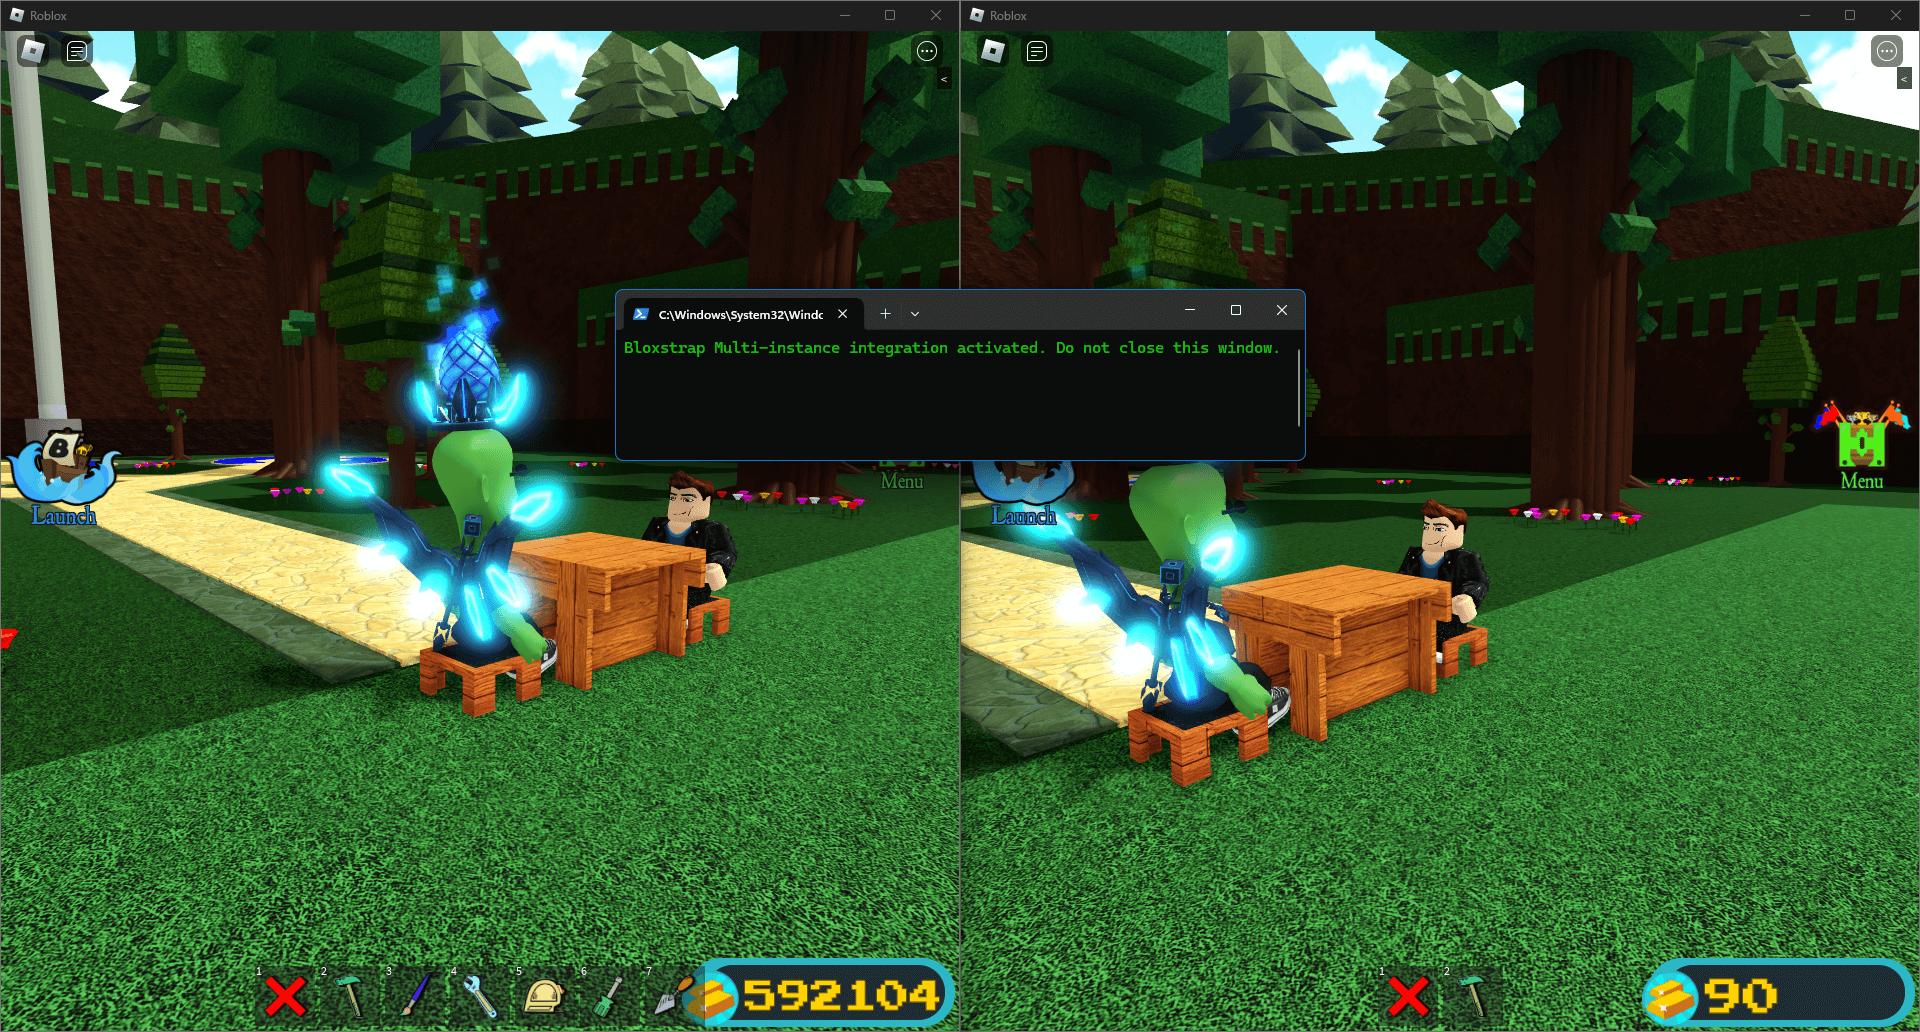 Roblox
Roblox
<
<
C:\Windows\System32\Windc
Bloxstrap Multi-instance integration activated. Do not close this window.
B
Launch
Menu
Launch
Menu
1
2
3
4
5
6
7
592104
1
2
90